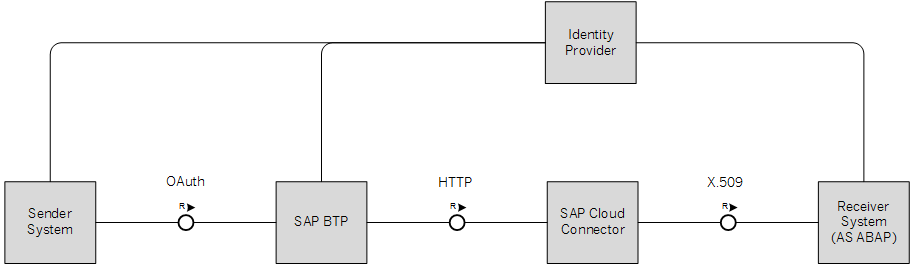 Identity
Provider
OAuth
HTTP
X.509
R
R
R
Sender
System
SAP BTP
SAP Cloud
Connector
Receiver
System
(AS ABAP)